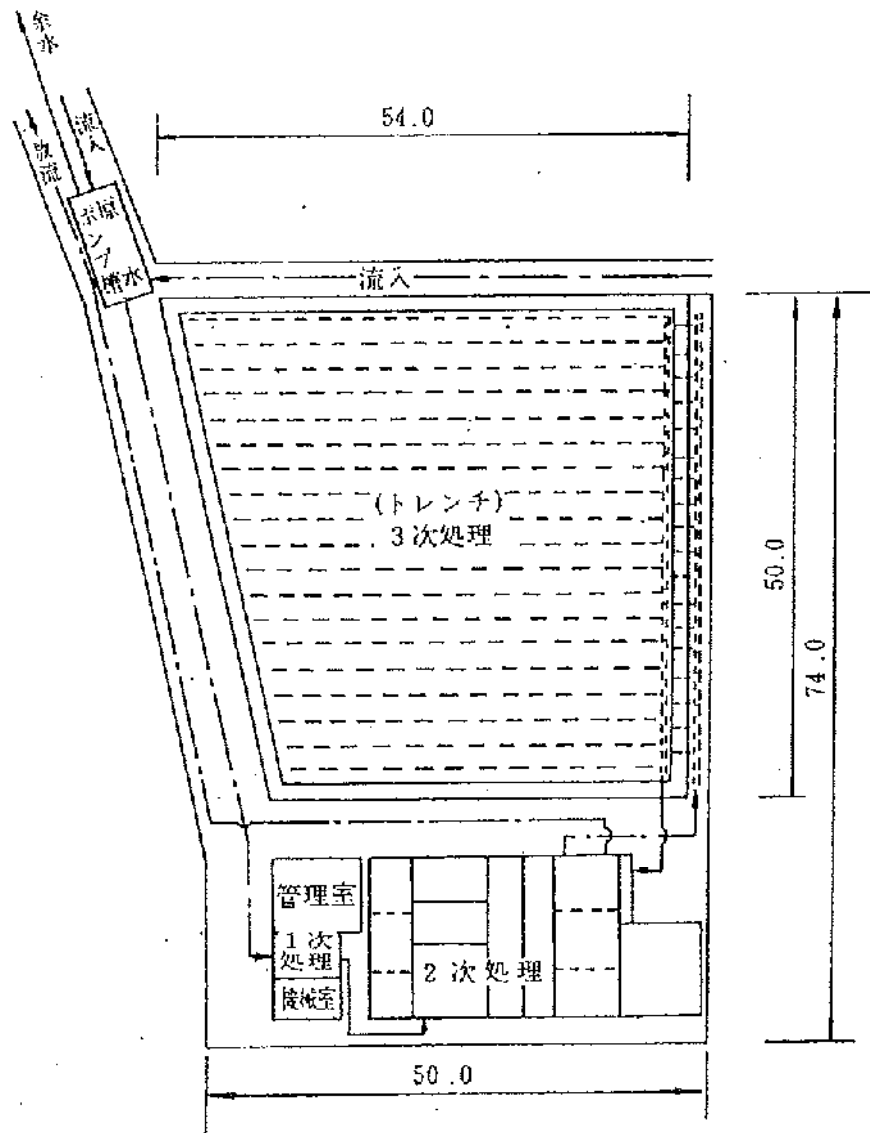 余水
放流
流入
原水
ポンプ槽
54.0
流入
(トレンチ)
3次処理
50.0
74.0
管理室
1次
処理
機械室
2次処理
50.0